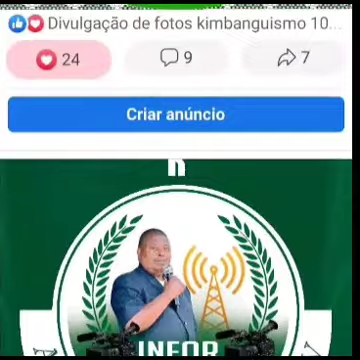 Divulgação de fotos kimbanguismo 10...
24
9
7
Criar anúncio
n
INFOR